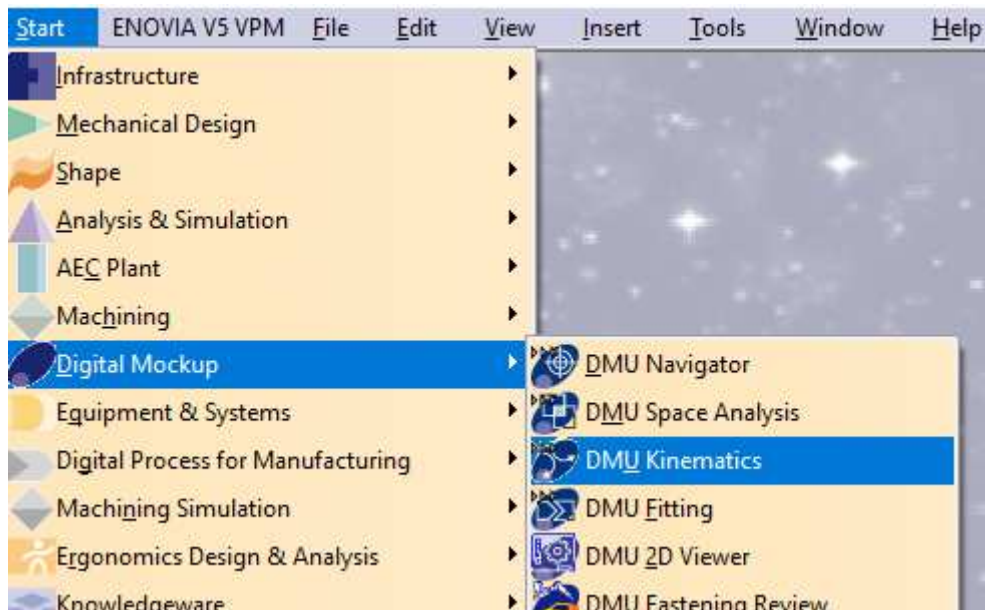 Start ENOVIA V5 VPM File Edit View Insert Tools Window Help
Infrastructure
Mechanical Design
Shape
Analysis & Simulation
AEC Plant
Machining
Digital Mockup
Equipment & Systems
Digital Process for Manufacturing
Machining Simulation
Ergonomics Design & Analysis
Knowledgeware
DMU Navigator
DMU Space Analysis
DMU Kinematics
DMU Fitting
DMU 2D Viewer
DMU Fastening Review